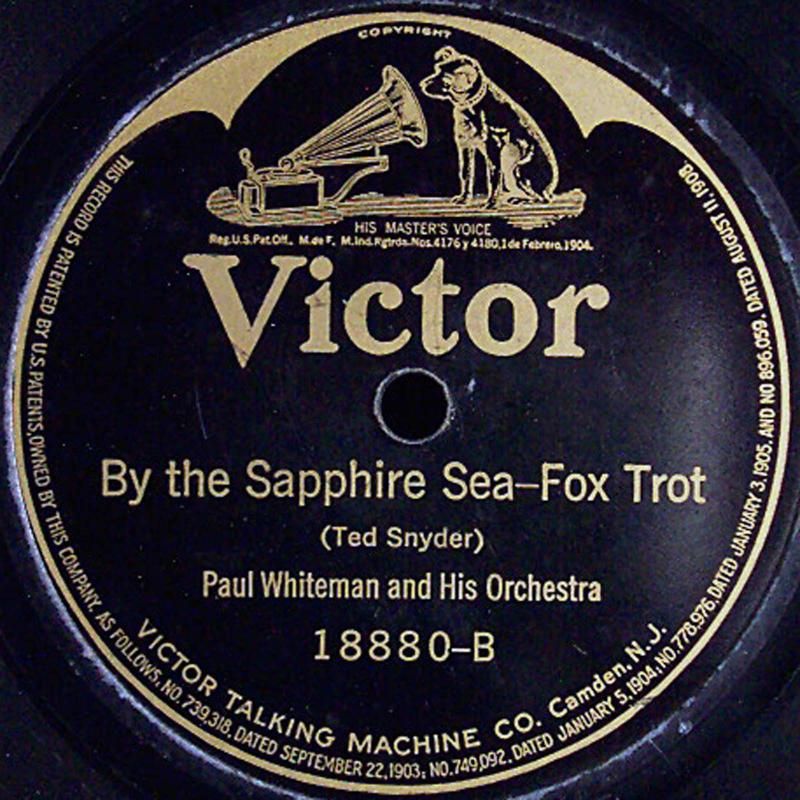 COPYRIGHT
HIS MASTER'S VOICE
Reg.U.S.Pat.Off. M.de F. M.Ind.Rgtrda.Nos.4176 y 4180,1 de Febrero,1904.
Victor
By the Sapphire Sea–Fox Trot
(Ted Snyder)
Paul Whiteman and His Orchestra
18880–B
VICTOR TALKING MACHINE CO. Camden, N.J.
THIS RECORD IS PATENTED BY U.S. PATENTS, OWNED BY THIS COMPANY, AS FOLLOWS, NO. 739,318, DATED SEPTEMBER 22,1903; NO.749,092, DATED JANUARY 5,1904; NO.778,976, DATED JANUARY 3,1905, AND NO 896,059, DATED AUGUST 11,1908.